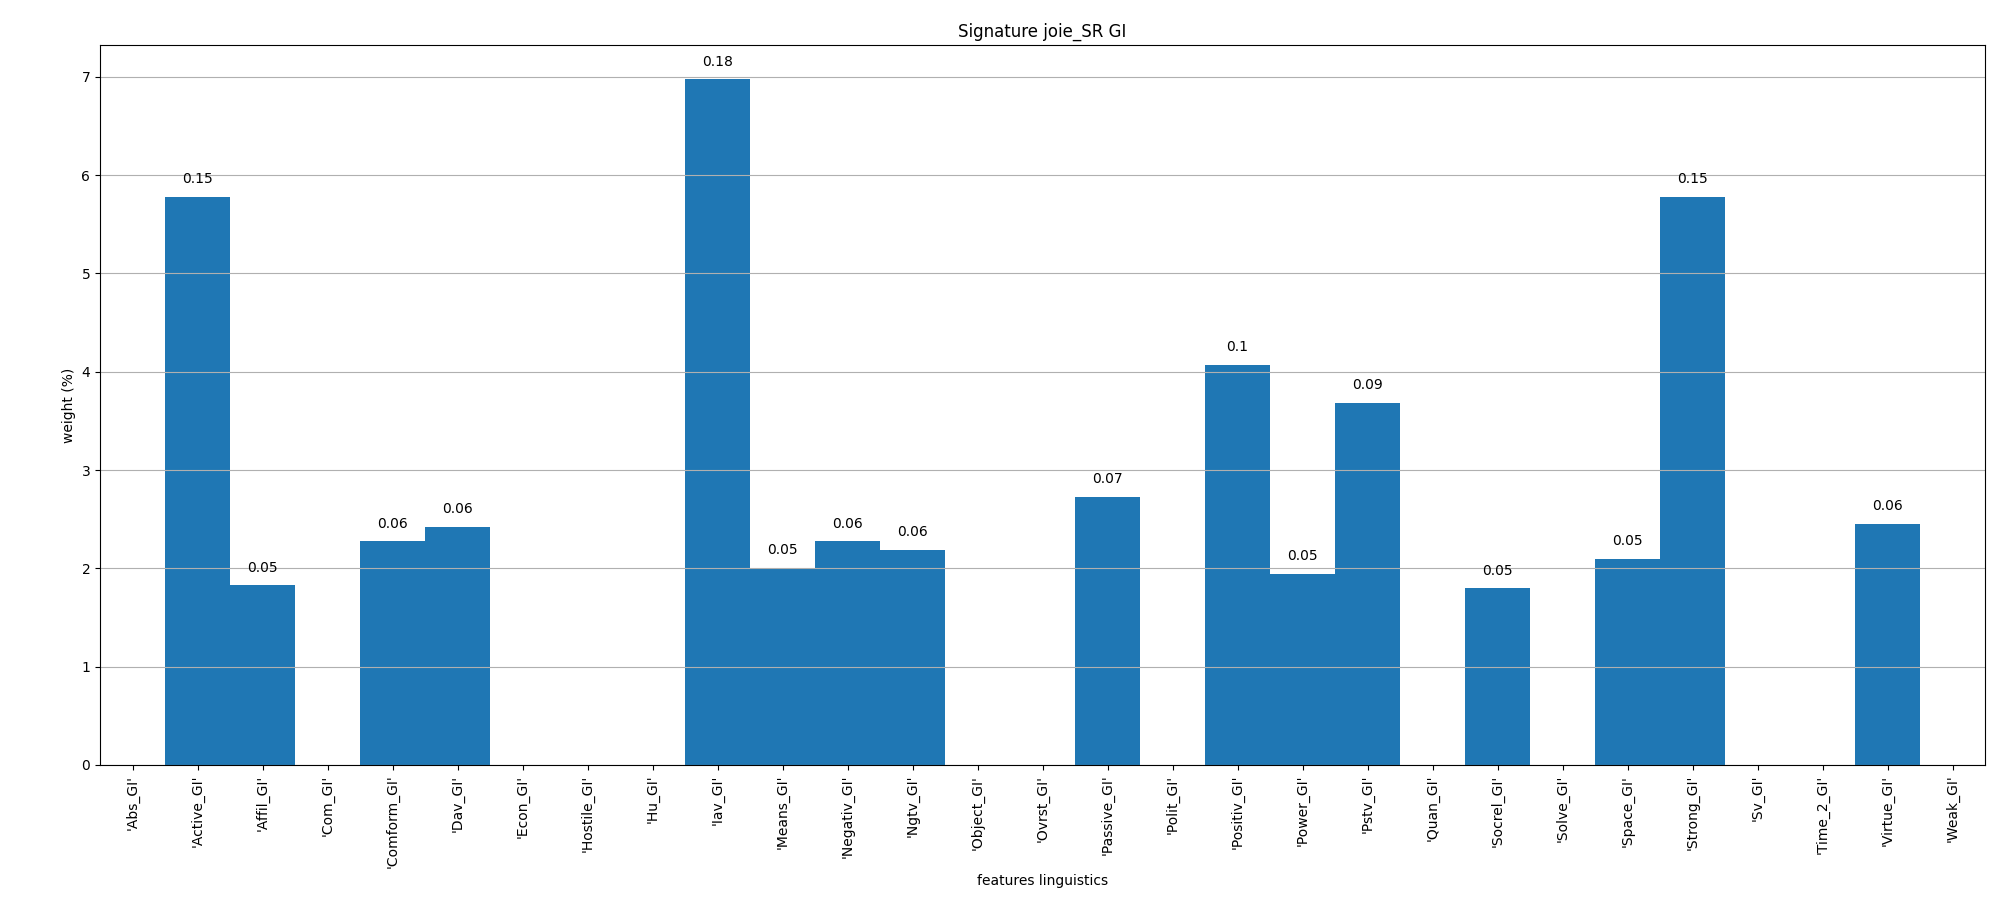 Signature joie_SR GI
weight (%)
7
6
5
4
3
2
1
0
0.15
0.05
0.06
0.06
0.18
0.05
0.06
0.06
0.07
0.1
0.05
0.09
0.05
0.05
0.15
0.06
'Abs_GI'
'Active_GI'
'Affil_GI'
'Com_GI'
'Comform_GI'
'Dav_GI'
'Econ_GI'
'Hostile_GI'
'Hu_GI'
'Iav_GI'
'Means_GI'
'Negativ_GI'
'Ngtv_GI'
'Object_GI'
'Ovrst_GI'
'Passive_GI'
'Polit_GI'
'Positiv_GI'
'Power_GI'
'Pstv_GI'
'Quan_GI'
'Socrel_GI'
'Solve_GI'
'Space_GI'
'Strong_GI'
'Sv_GI'
'Time_2_GI'
'Virtue_GI'
'Weak_GI'
features linguistics